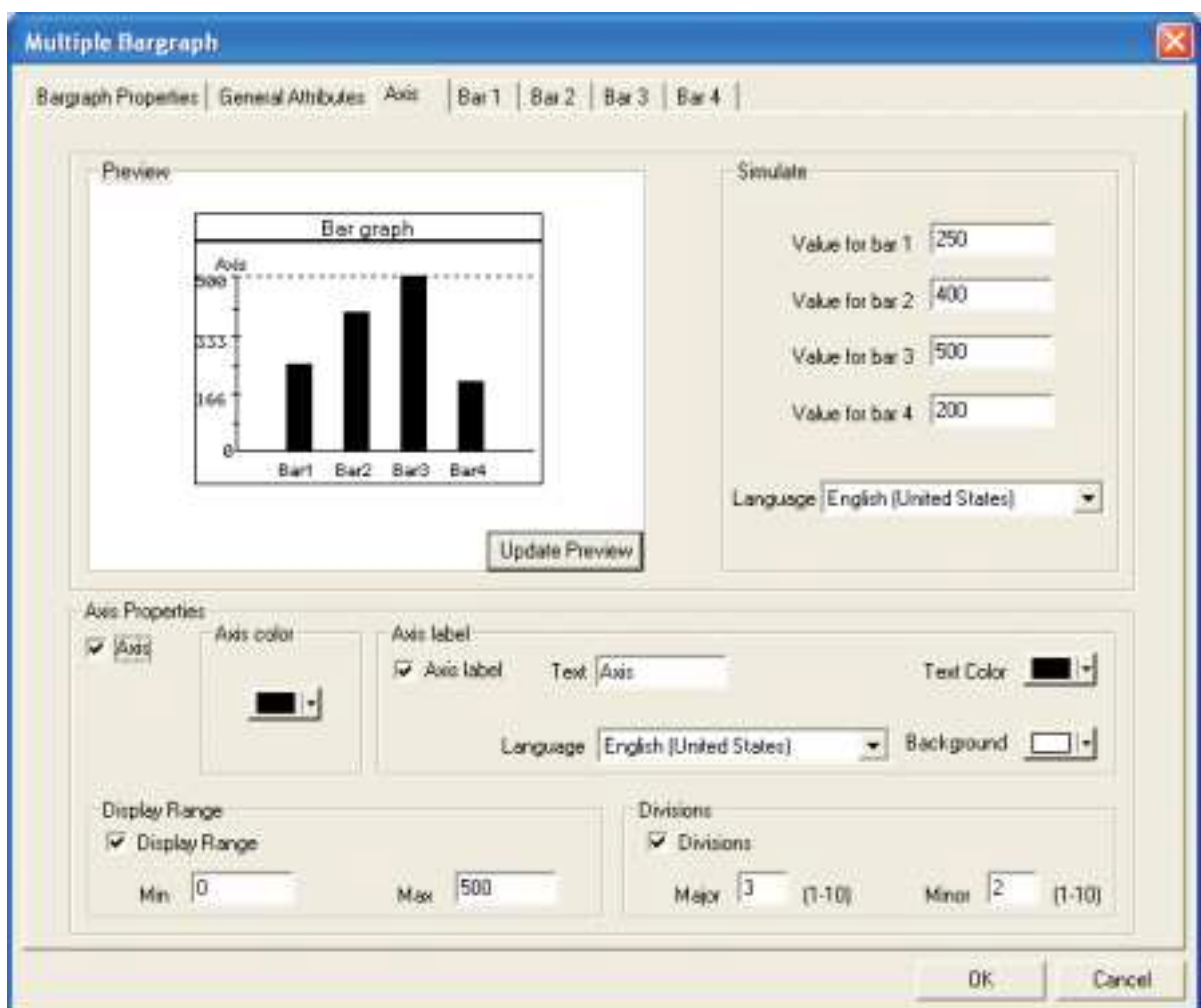 Multiple Bargraph
Bargraph Properties General Attributes Axis Bar 1 Bar 2 Bar 3 Bar 4
Preview
Bar graph
Axis
500
333
166
0
Bar1 Bar2 Bar3 Bar4
Update Preview
Simulate
Value for bar 1 250
Value for bar 2 400
Value for bar 3 500
Value for bar 4 200
Language English (United States)
Axis Properties
Axis
Axis color
Axis label
Axis label Text Axis Text Color
Language English (United States) Background
Display Range
Display Range
Min 0 Max 500
Divisions
Divisions
Major 3 (1-10) Minor 2 (1-10)
OK Cancel